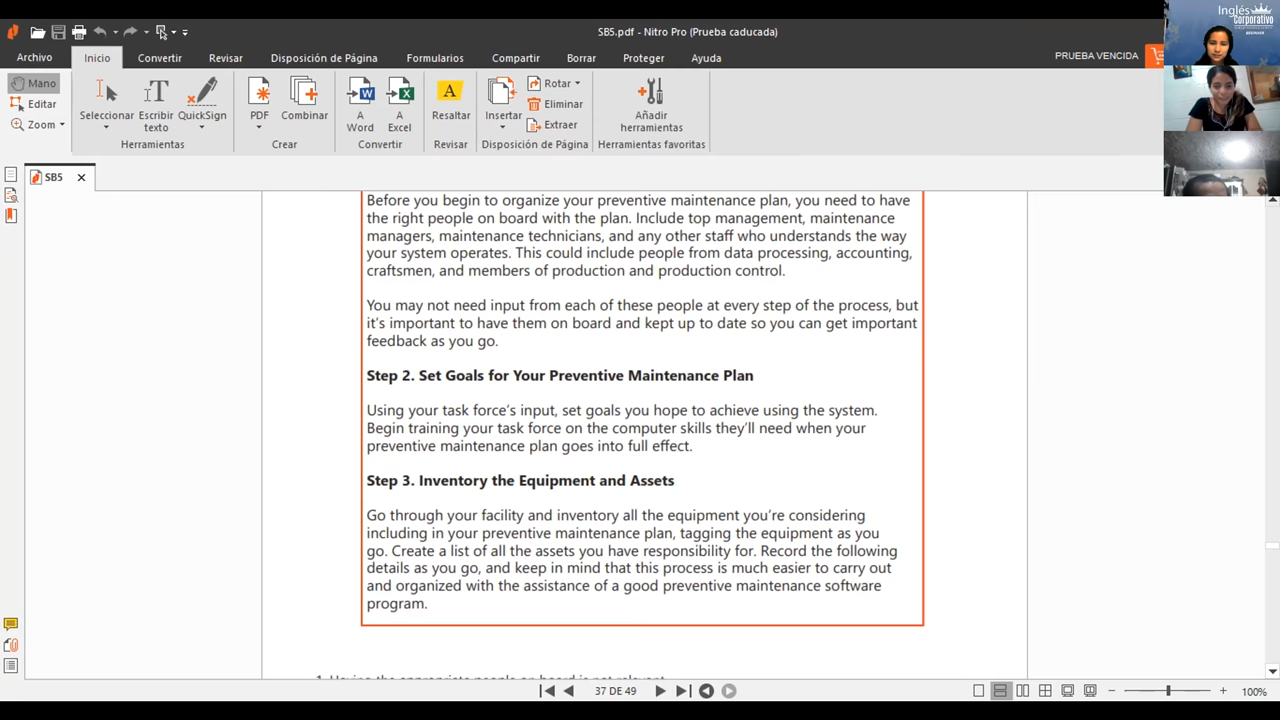 SB5.pdf - Nitro Pro (Prueba caducada)
Archivo Inicio Convertir Revisar Disposición de Página Formularios Compartir Borrar Proteger Ayuda PRUEBA VENCIDA
Mano
Editar
Zoom
Seleccionar
Escribir texto
QuickSign
Herramientas
PDF
Combinar
Crear
A Word
A Excel
Convertir
Resaltar
Revisar
Insertar
Rotar
Eliminar
Extraer
Disposición de Página
Añadir herramientas
Herramientas favoritas
Inglés
Corporativo
SB5
Before you begin to organize your preventive maintenance plan, you need to have
the right people on board with the plan. Include top management, maintenance
managers, maintenance technicians, and any other staff who understands the way
your system operates. This could include people from data processing, accounting,
craftsmen, and members of production and production control.
You may not need input from each of these people at every step of the process, but
it's important to have them on board and kept up to date so you can get important
feedback as you go.
Step 2. Set Goals for Your Preventive Maintenance Plan
Using your task force's input, set goals you hope to achieve using the system.
Begin training your task force on the computer skills they'll need when your
preventive maintenance plan goes into full effect.
Step 3. Inventory the Equipment and Assets
Go through your facility and inventory all the equipment you're considering
including in your preventive maintenance plan, tagging the equipment as you
go. Create a list of all the assets you have responsibility for. Record the following
details as you go, and keep in mind that this process is much easier to carry out
and organized with the assistance of a good preventive maintenance software
program.
1. Having the appropriate people on board is not relevant
37 DE 49
100%